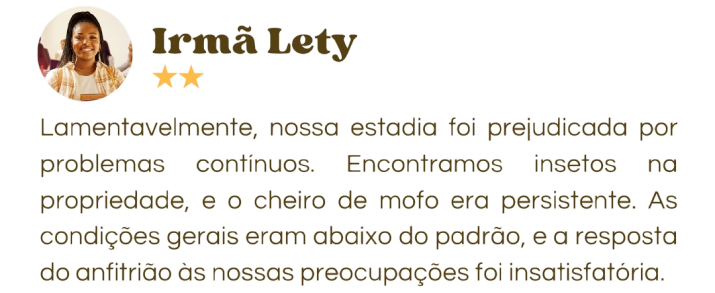 Irmã Lety
Lamentavelmente, nossa estadia foi prejudicada por
problemas contínuos. Encontramos insetos na
propriedade, e o cheiro de mofo era persistente. As
condições gerais eram abaixo do padrão, e a resposta
do anfitrião às nossas preocupações foi insatisfatória.